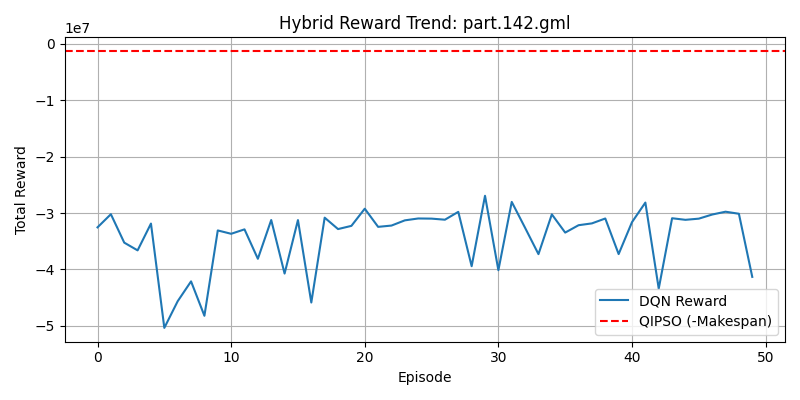 Hybrid Reward Trend: part.142.gml
1e7
0
−1
−2
−3
−4
−5
Total Reward
0 10 20 30 40 50
Episode
DQN Reward
QIPSO (-Makespan)